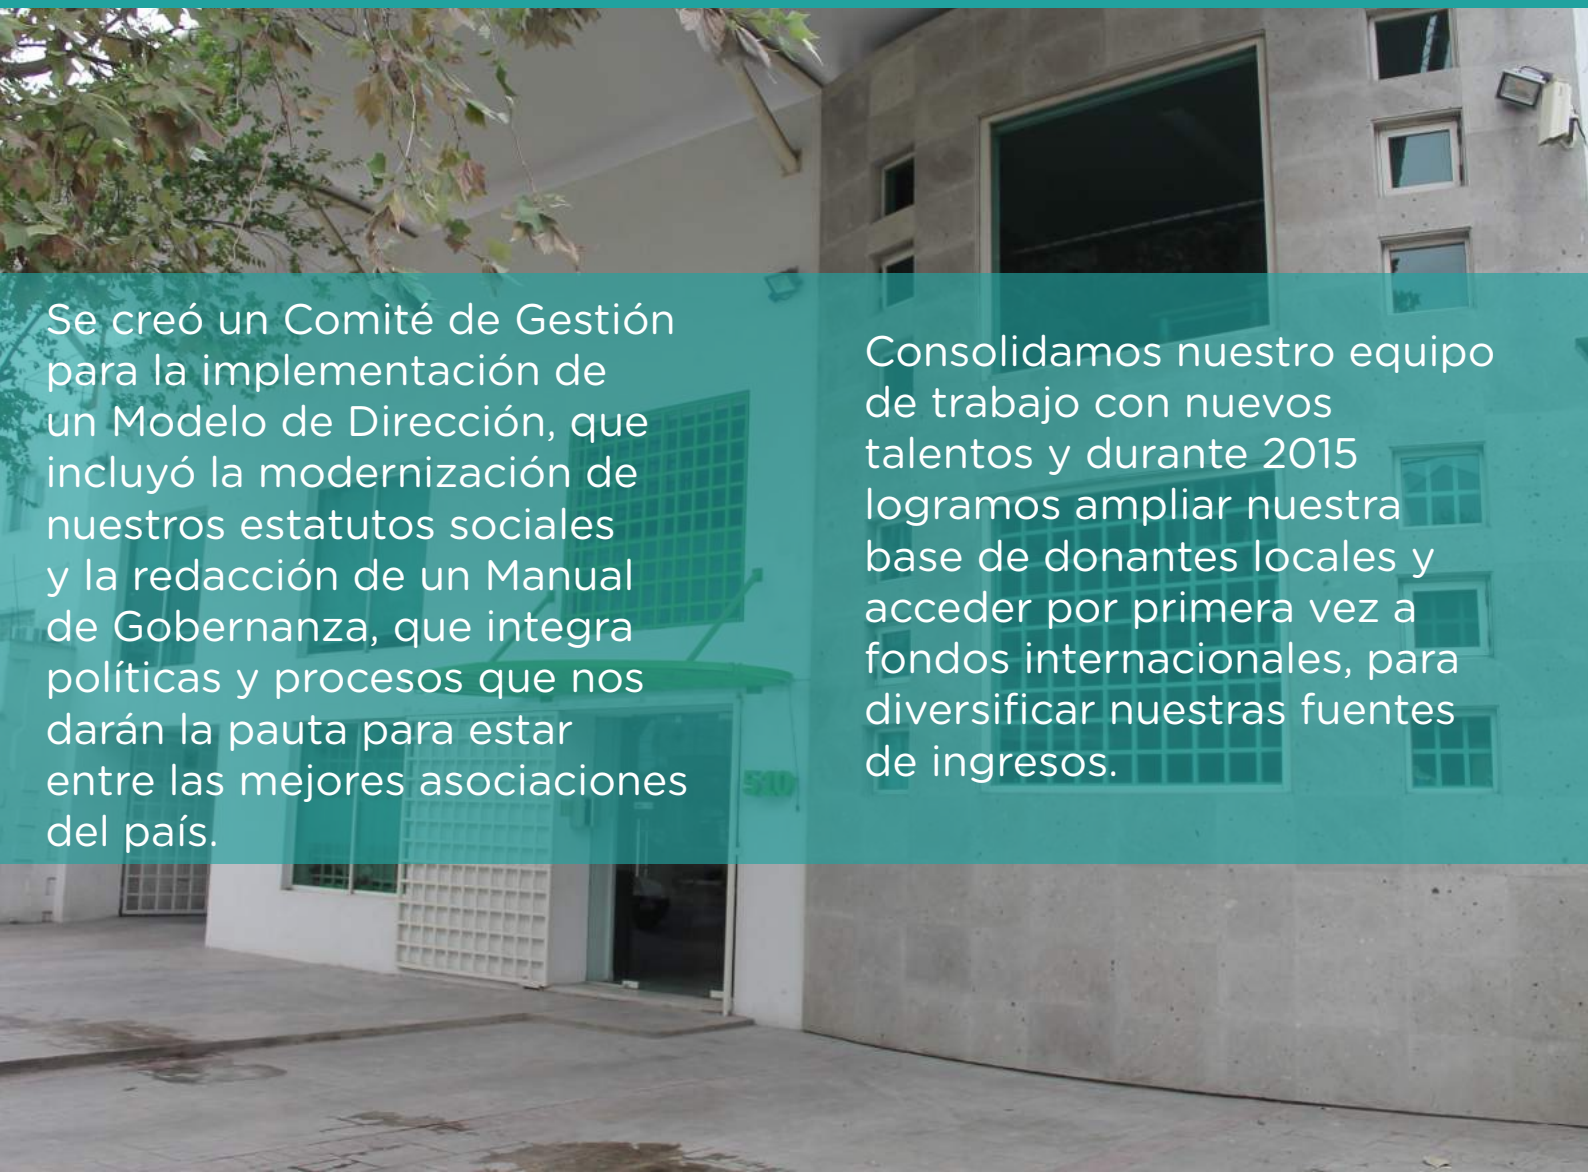 Se creó un Comité de Gestión
para la implementación de
un Modelo de Dirección, que
incluyó la modernización de
nuestros estatutos sociales
y la redacción de un Manual
de Gobernanza, que integra
políticas y procesos que nos
darán la pauta para estar
entre las mejores asociaciones
del país.
Consolidamos nuestro equipo
de trabajo con nuevos
talentos y durante 2015
logramos ampliar nuestra
base de donantes locales y
acceder por primera vez a
fondos internacionales, para
diversificar nuestras fuentes
de ingresos.
510